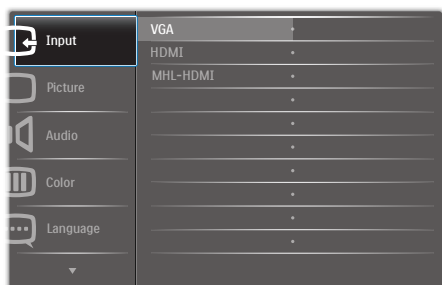 Input
Picture
Audio
Color
Language
VGA
HDMI
MHL-HDMI